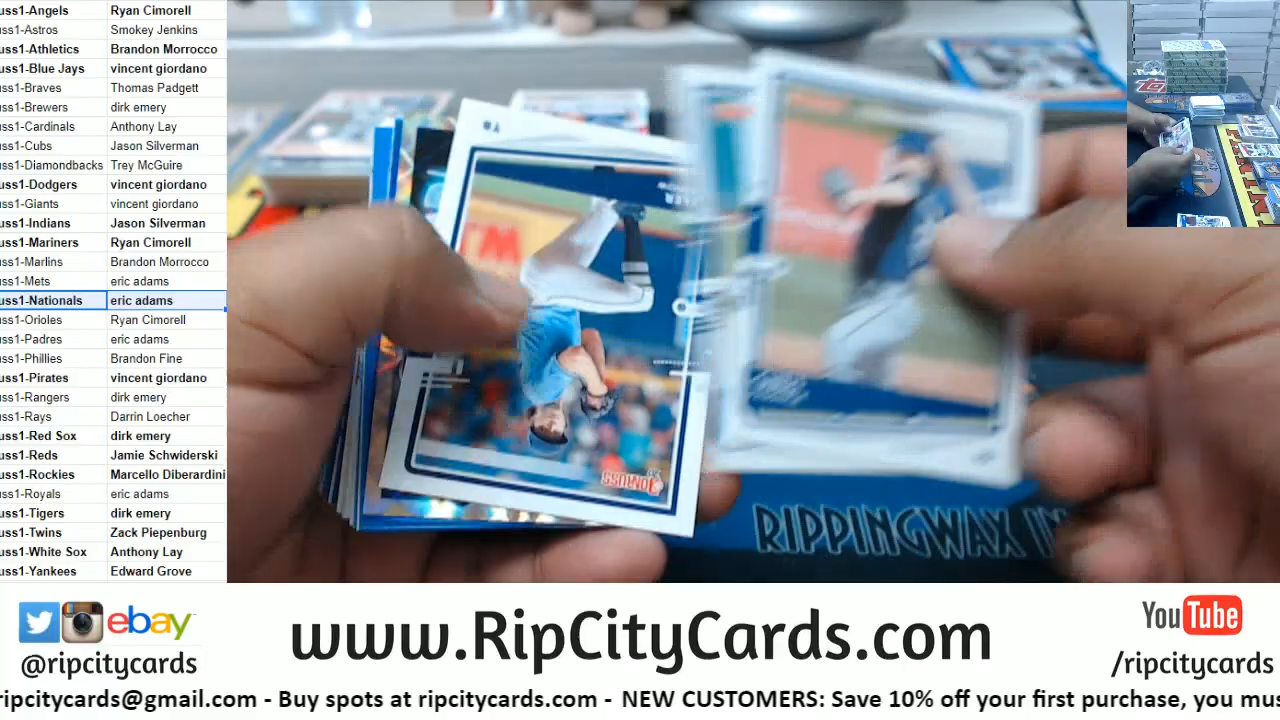 uss1-Angels Ryan Cimorell
uss1-Astros Smokey Jenkins
uss1-Athletics Brandon Morrocco
uss1-Blue Jays vincent giordano
uss1-Braves Thomas Padgett
uss1-Brewers dirk emery
uss1-Cardinals Anthony Lay
uss1-Cubs Jason Silverman
uss1-Diamondbacks Trey McGuire
uss1-Dodgers vincent giordano
uss1-Giants vincent giordano
uss1-Indians Jason Silverman
uss1-Mariners Ryan Cimorell
uss1-Marlins Brandon Morrocco
uss1-Mets eric adams
uss1-Nationals eric adams
uss1-Orioles Ryan Cimorell
uss1-Padres eric adams
uss1-Phillies Brandon Fine
uss1-Pirates vincent giordano
uss1-Rangers dirk emery
uss1-Rays Darrin Loecher
uss1-Red Sox dirk emery
uss1-Reds Jamie Schwiderski
uss1-Rockies Marcello Diberardini
uss1-Royals eric adams
uss1-Tigers dirk emery
uss1-Twins Zack Piepenburg
uss1-White Sox Anthony Lay
uss1-Yankees Edward Grove
DONRUSS
RIPPINGWAX
ebay
@ripcitycards
www.RipCityCards.com
YouTube
/ripcitycards
ripcitycards@gmail.com - Buy spots at ripcitycards.com - NEW CUSTOMERS: Save 10% off your first purchase, you mus